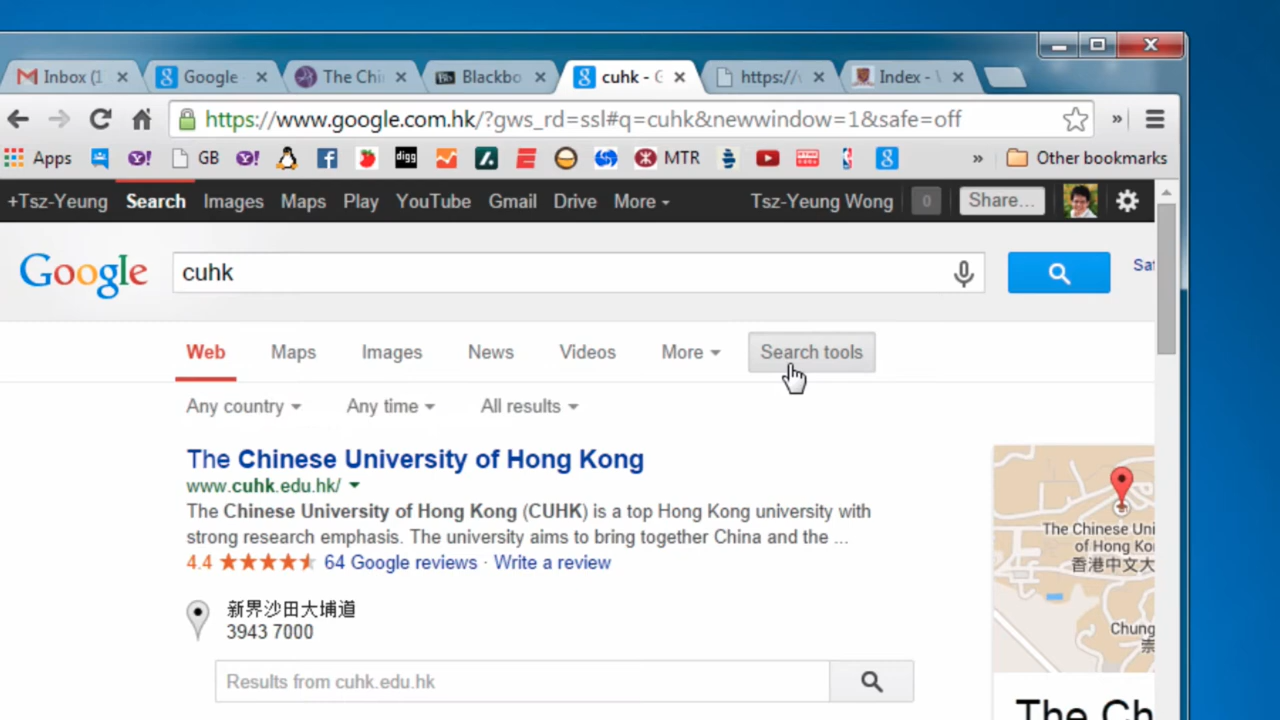 Inbox (1 Google - The Chi Blackbo cuhk - G https:// Index -
https://www.google.com.hk/?gws_rd=ssl#q=cuhk&newwindow=1&safe=off »
Apps Y! GB Y! digg MTR » Other bookmarks
+Tsz-Yeung Search Images Maps Play YouTube Gmail Drive More Tsz-Yeung Wong 0 Share...
Google cuhk
Web Maps Images News Videos More Search tools
Any country Any time All results
The Chinese University of Hong Kong
www.cuhk.edu.hk/
The Chinese University of Hong Kong (CUHK) is a top Hong Kong university with
strong research emphasis. The university aims to bring together China and the ...
4.4 64 Google reviews · Write a review
新界沙田大埔道
3943 7000
Results from cuhk.edu.hk
The Chinese Uni
of Hong Ko
香港中文大
Chung
崇
The Ch